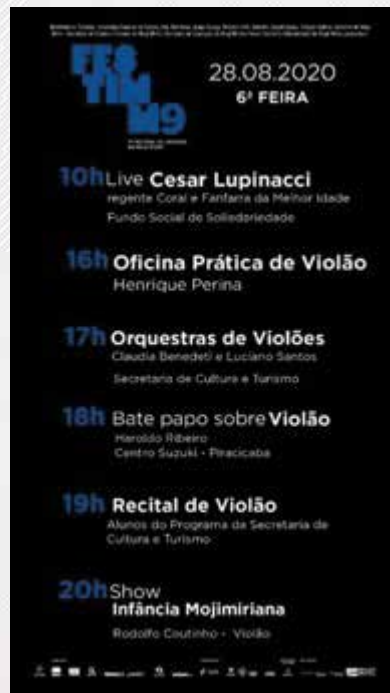 FES
TIM
M9
28.08.2020
6ª FEIRA
10h Live Cesar Lupinacci
regente Coral e Fanfarra da Melhor Idade
Fundo Social de Solidariedade
16h Oficina Prática de Violão
Henrique Perina
17h Orquestras de Violões
Claudia Benedeti e Luciano Santos
Secretaria de Cultura e Turismo
18h Bate papo sobre Violão
Haroldo Ribeiro
Centro Suzuki - Piracicaba
19h Recital de Violão
Alunos do Programa da Secretaria de
Cultura e Turismo
20h Show
Infância Mojimiriana
Rodolfo Coutinho - Violão